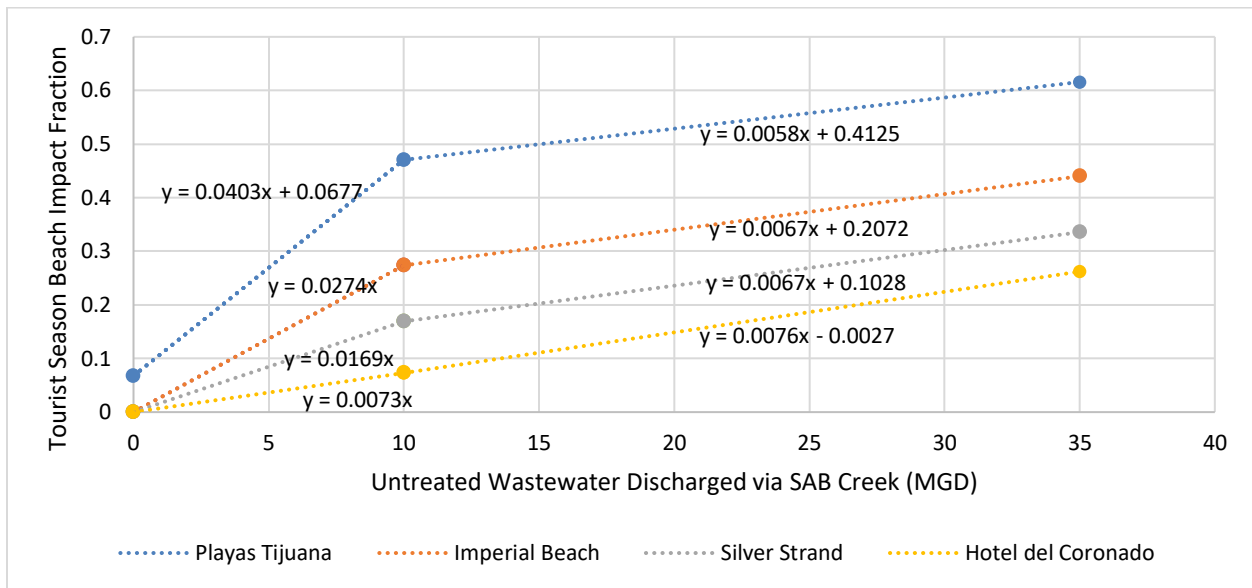 0.7
0.6
0.5
0.4
0.3
0.2
0.1
0
Tourist Season Beach Impact Fraction
y = 0.0058x + 0.4125
y = 0.0403x + 0.0677
y = 0.0067x + 0.2072
y = 0.0274x
y = 0.0067x + 0.1028
y = 0.0076x - 0.0027
y = 0.0169x
y = 0.0073x
0 5 10 15 20 25 30 35 40
Untreated Wastewater Discharged via SAB Creek (MGD)
Playas Tijuana Imperial Beach Silver Strand Hotel del Coronado